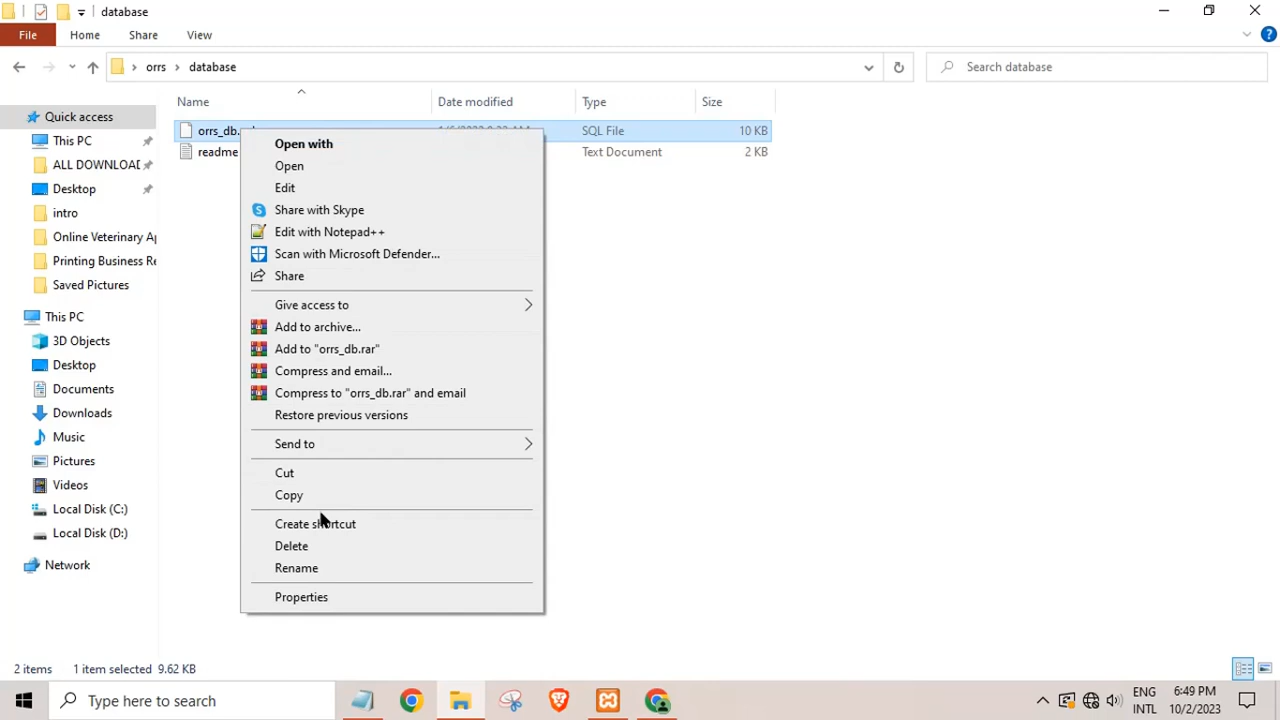 database
File Home Share View
orrs database
Search database
Name Date modified Type Size
orrs_db. SQL File 10 KB
readme Text Document 2 KB
Quick access
This PC
ALL DOWNLOAD
Desktop
intro
Online Veterinary Ap
Printing Business Re
Saved Pictures
This PC
3D Objects
Desktop
Documents
Downloads
Music
Pictures
Videos
Local Disk (C:)
Local Disk (D:)
Network
Open with
Open
Edit
Share with Skype
Edit with Notepad++
Scan with Microsoft Defender...
Share
Give access to
Add to archive...
Add to "orrs_db.rar"
Compress and email...
Compress to "orrs_db.rar" and email
Restore previous versions
Send to
Cut
Copy
Create shortcut
Delete
Rename
Properties
2 items 1 item selected 9.62 KB
Type here to search
ENG
INTL
6:49 PM
10/2/2023